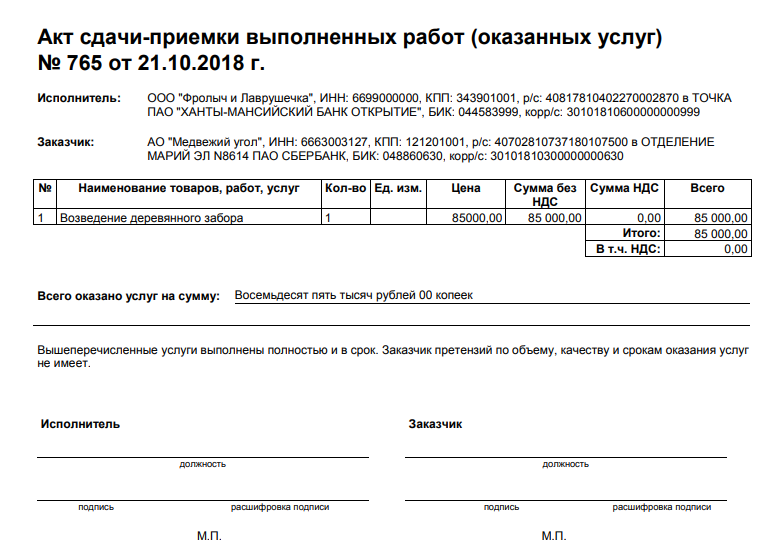 Акт сдачи-приемки выполненных работ (оказанных услуг)
№ 765 от 21.10.2018 г.
Исполнитель: ООО "Фролыч и Лаврушечка", ИНН: 6699000000, КПП: 343901001, р/с: 40817810402270002870 в ТОЧКА
ПАО "ХАНТЫ-МАНСИЙСКИЙ БАНК ОТКРЫТИЕ", БИК: 044583999, корр/с: 30101810600000000999
Заказчик: АО "Медвежий угол", ИНН: 6663003127, КПП: 121201001, р/с: 40702810737180107500 в ОТДЕЛЕНИЕ
МАРИЙ ЭЛ N8614 ПАО СБЕРБАНК, БИК: 048860630, корр/с: 30101810300000000630
№ Наименование товаров, работ, услуг Кол-во Ед. изм. Цена Сумма без НДС Сумма НДС Всего
1 Возведение деревянного забора 1 85000,00 85 000,00 0,00 85 000,00
Итого: 85 000,00
В т.ч. НДС: 0,00
Всего оказано услуг на сумму: Восемьдесят пять тысяч рублей 00 копеек
Вышеперечисленные услуги выполнены полностью и в срок. Заказчик претензий по объему, качеству и срокам оказания услуг
не имеет.
Исполнитель Заказчик
должность должность
подпись расшифровка подписи подпись расшифровка подписи
М.П. М.П.